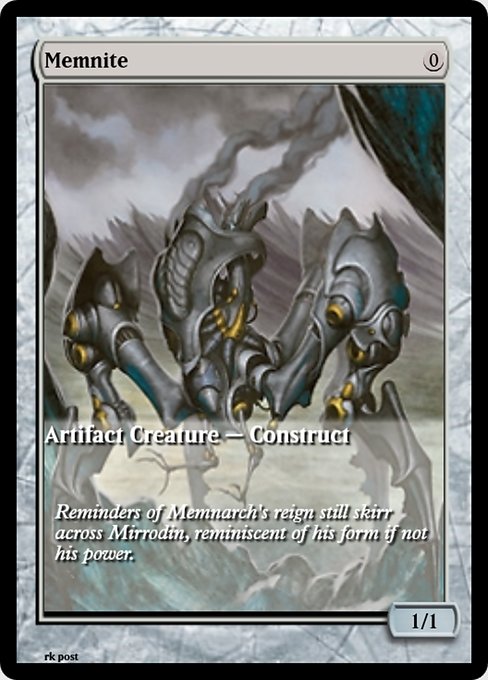 Memnite
0
Artifact Creature — Construct
Reminders of Memnarch's reign still skirr
across Mirrodin, reminiscent of his form if not
his power.
1/1
rk post